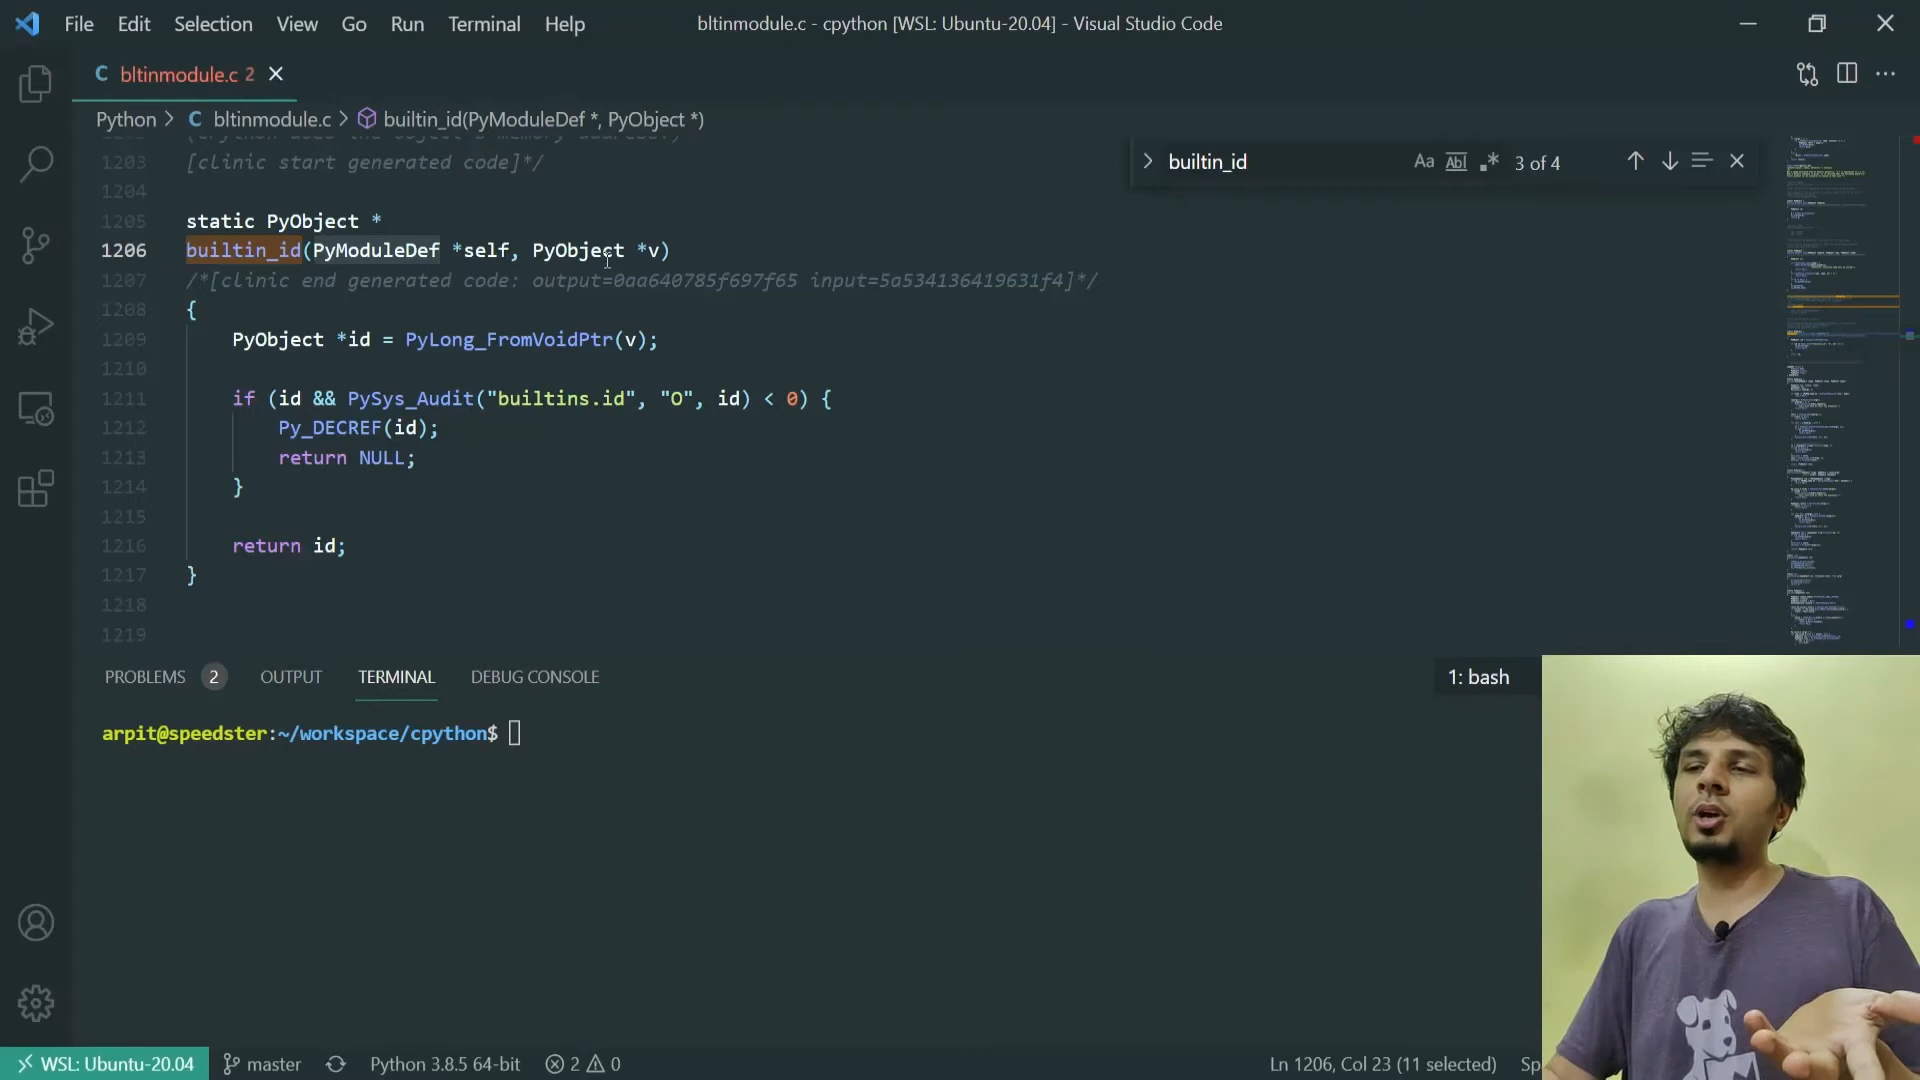 File Edit Selection View Go Run Terminal Help
bltinmodule.c - cpython [WSL: Ubuntu-20.04] - Visual Studio Code
C bltinmodule.c 2
Python > C bltinmodule.c > builtin_id(PyModuleDef *, PyObject *)
builtin_id
Aa Abl .* 3 of 4
1203 [clinic start generated code]*/
1204
1205 static PyObject *
1206 builtin_id(PyModuleDef *self, PyObject *v)
1207 /*[clinic end generated code: output=0aa640785f697f65 input=5a534136419631f4]*/
1208 {
1209 PyObject *id = PyLong_FromVoidPtr(v);
1210
1211 if (id && PySys_Audit("builtins.id", "O", id) < 0) {
1212 Py_DECREF(id);
1213 return NULL;
1214 }
1215
1216 return id;
1217 }
1218
1219
PROBLEMS 2 OUTPUT TERMINAL DEBUG CONSOLE
1: bash
arpit@speedster:~/workspace/cpython$
WSL: Ubuntu-20.04 master Python 3.8.5 64-bit 2 0
Ln 1206, Col 23 (11 selected)